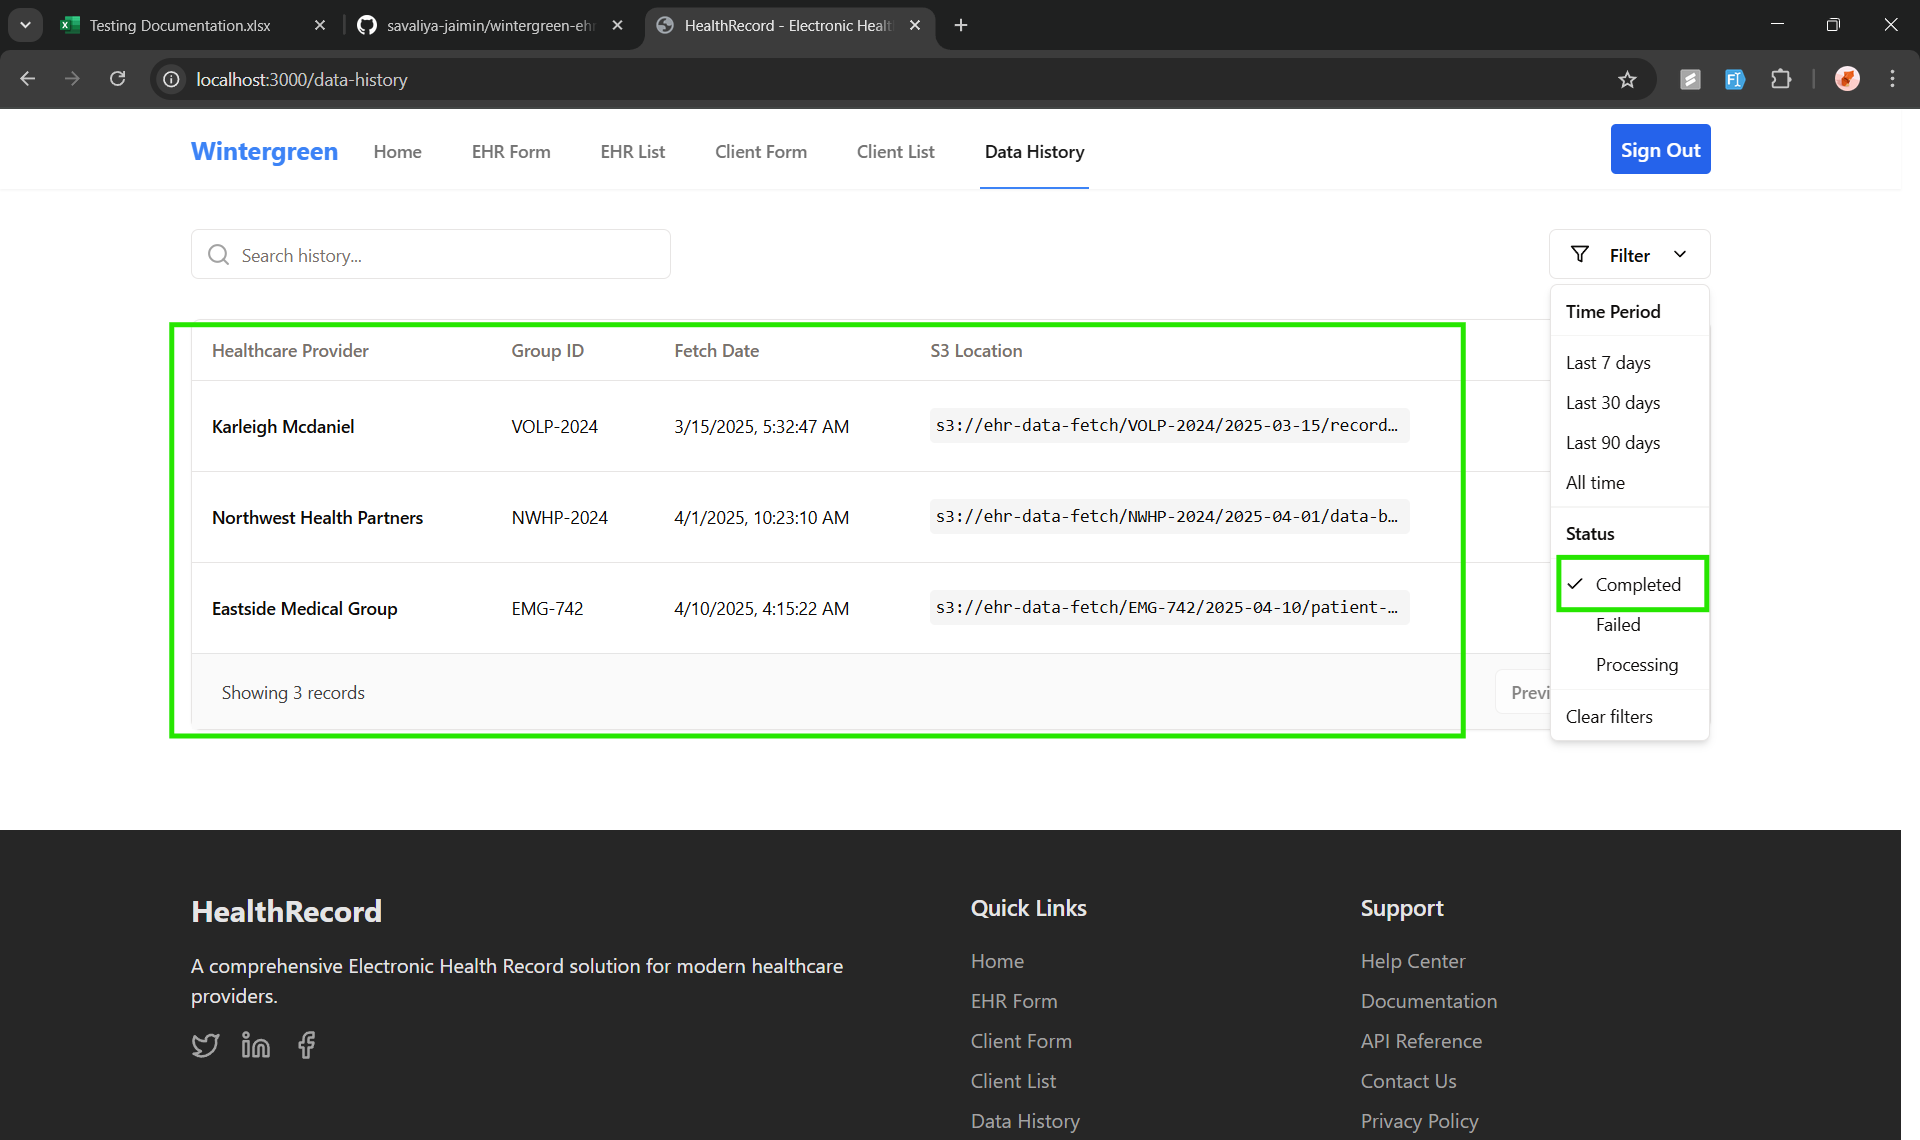 Testing Documentation.xlsx
savaliya-jaimin/wintergreen-ehr
HealthRecord - Electronic Healt
localhost:3000/data-history
Wintergreen
Home
EHR Form
EHR List
Client Form
Client List
Data History
Sign Out
Search history...
Filter
Time Period
Last 7 days
Last 30 days
Last 90 days
All time
Status
Completed
Failed
Processing
Clear filters
Healthcare Provider Group ID Fetch Date S3 Location
Karleigh Mcdaniel VOLP-2024 3/15/2025, 5:32:47 AM s3://ehr-data-fetch/VOLP-2024/2025-03-15/record…
Northwest Health Partners NWHP-2024 4/1/2025, 10:23:10 AM s3://ehr-data-fetch/NWHP-2024/2025-04-01/data-b…
Eastside Medical Group EMG-742 4/10/2025, 4:15:22 AM s3://ehr-data-fetch/EMG-742/2025-04-10/patient-…
Showing 3 records
Previ
HealthRecord
A comprehensive Electronic Health Record solution for modern healthcare
providers.
Quick Links
Home
EHR Form
Client Form
Client List
Data History
Support
Help Center
Documentation
API Reference
Contact Us
Privacy Policy